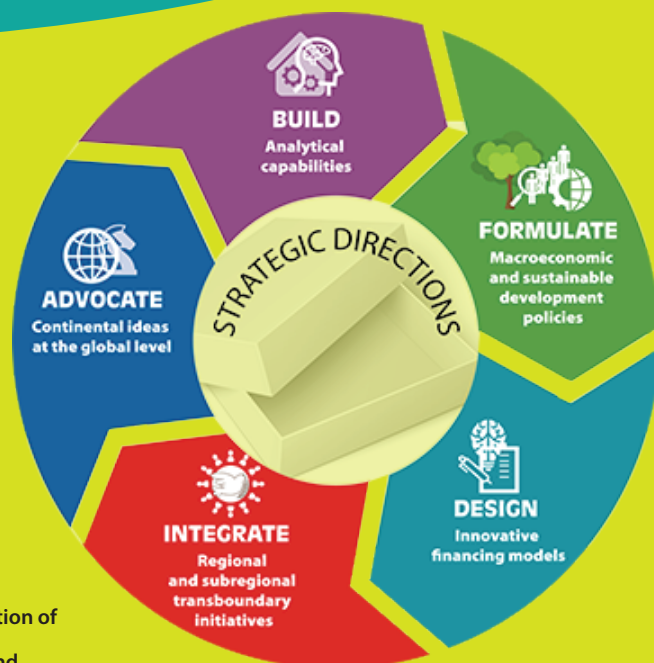 BUILD
Analytical
capabilities
FORMULATE
Macroeconomic
and sustainable
development
policies
DESIGN
Innovative
financing models
INTEGRATE
Regional
and subregional
transboundary
initiatives
ADVOCATE
Continental ideas
at the global level
STRATEGIC DIRECTIONS
tion of